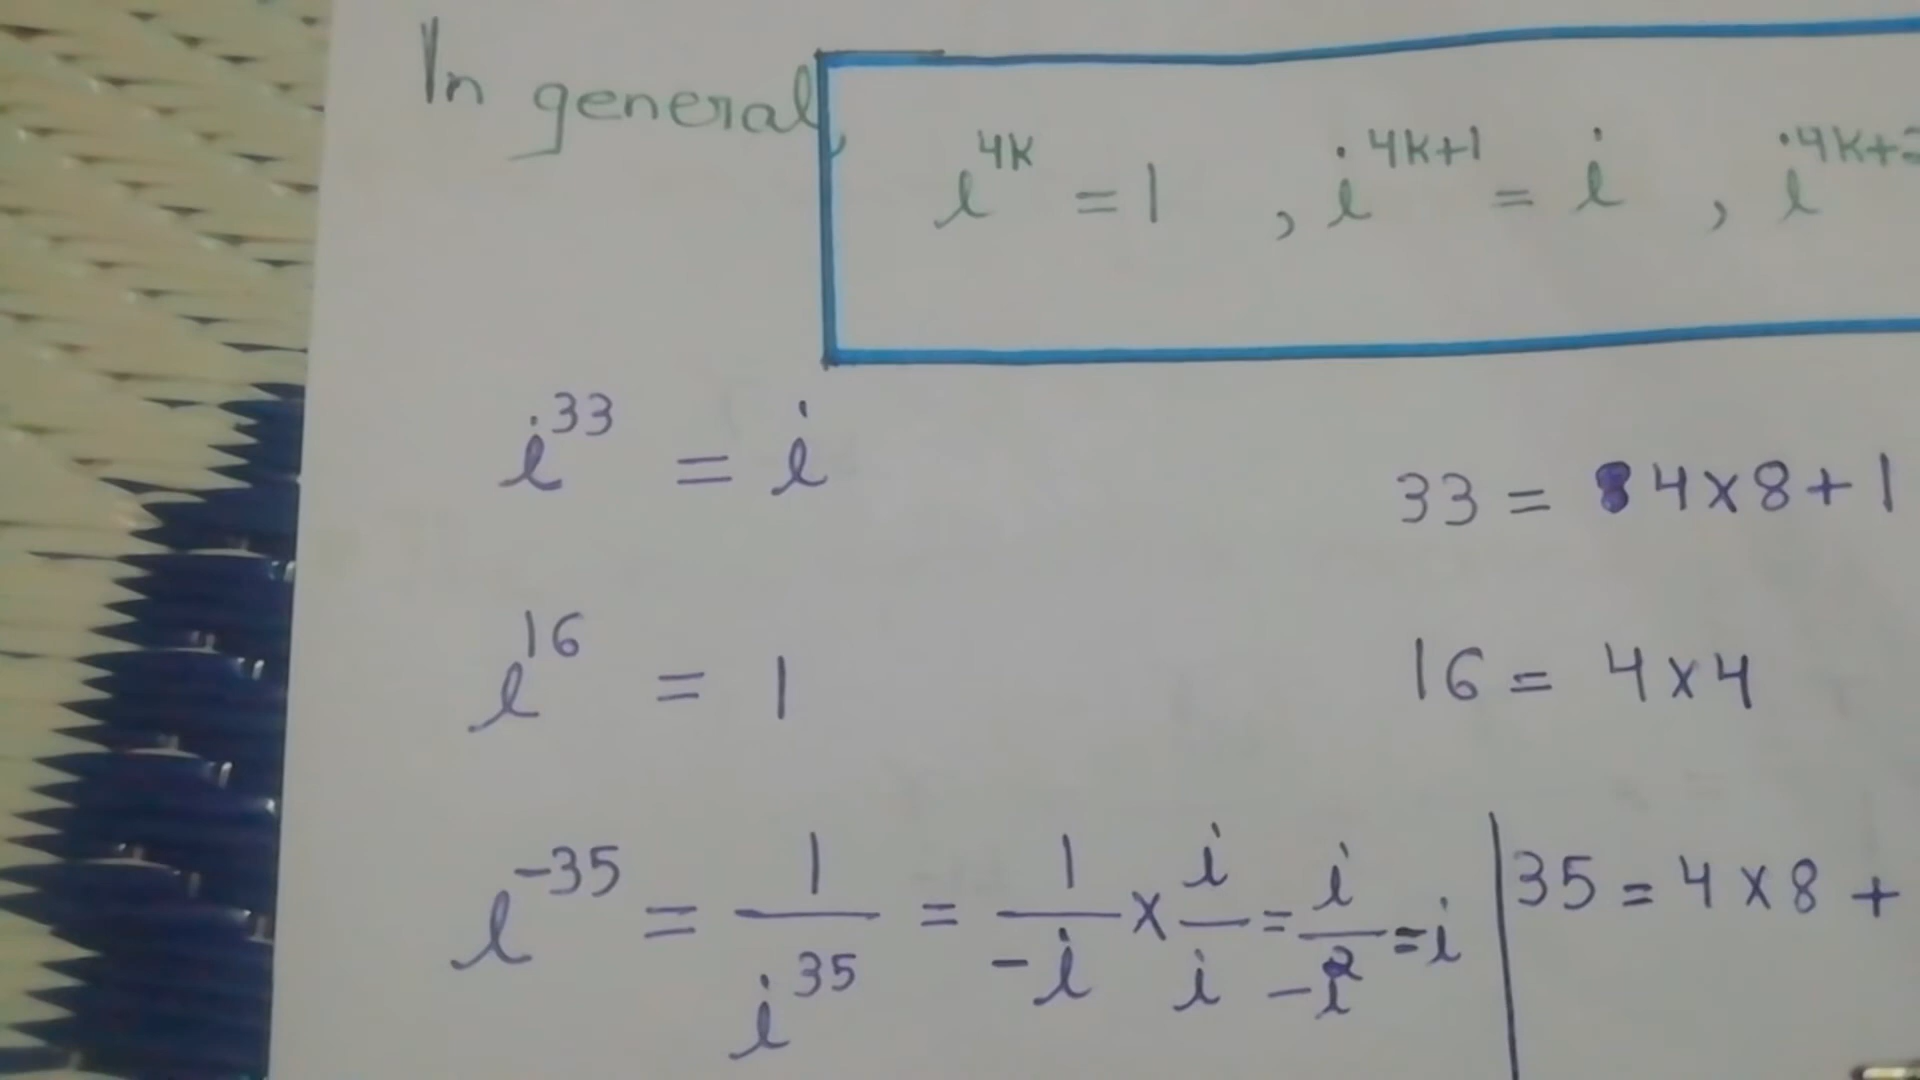 In general,
i^4k = 1 , i^4k+1 = i , i^4k+2
i^33 = i 33 = 4×8+1
i^16 = 1 16 = 4×4
i^-35 = 1/i^35 = 1/-i × i/i = i/-i^2 = i | 35 = 4×8+